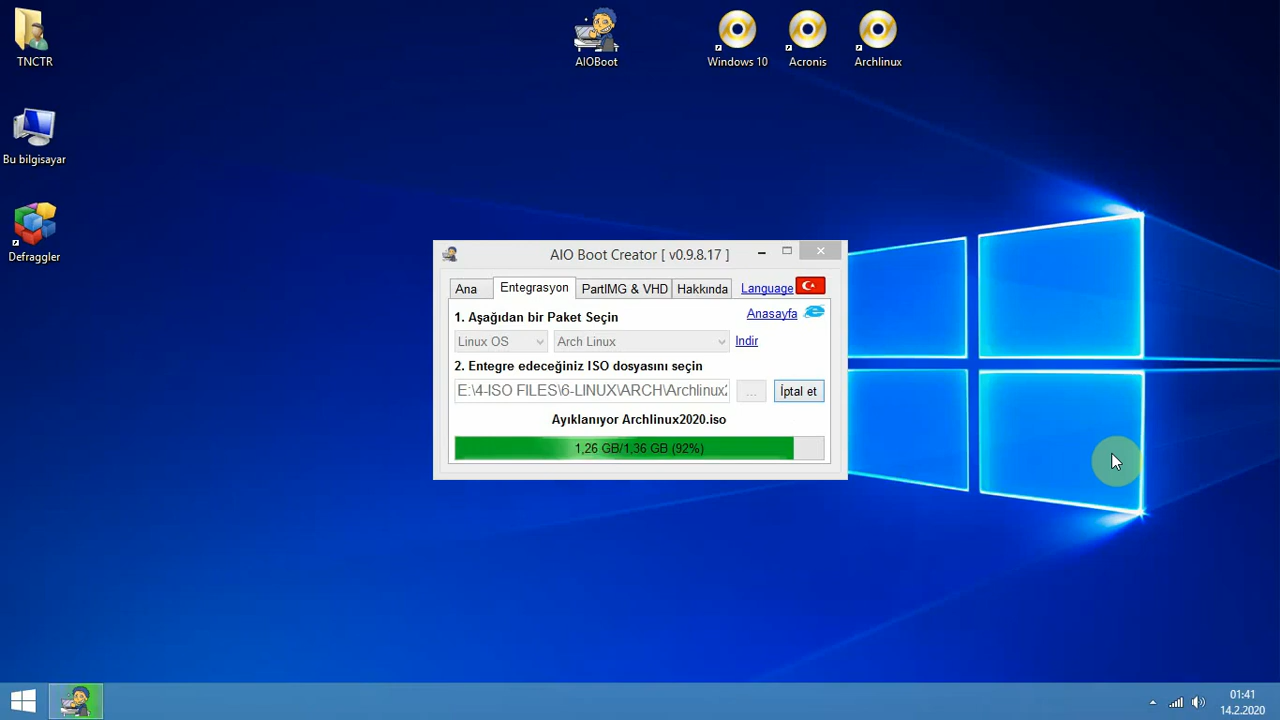 TNCTR
AIOBoot
Windows 10
Acronis
Archlinux
Bu bilgisayar
Defraggler
AIO Boot Creator [ v0.9.8.17 ]
Ana
Entegrasyon
PartIMG & VHD
Hakkında
Language
1. Aşağıdan bir Paket Seçin
Anasayfa
Linux OS
Arch Linux
Indir
2. Entegre edeceğiniz ISO dosyasını seçin
E:\4-ISO FILES\6-LINUX\ARCH\Archlinux2
...
İptal et
Ayıklanıyor Archlinux2020.iso
1,26 GB/1,36 GB (92%)
01:41
14.2.2020